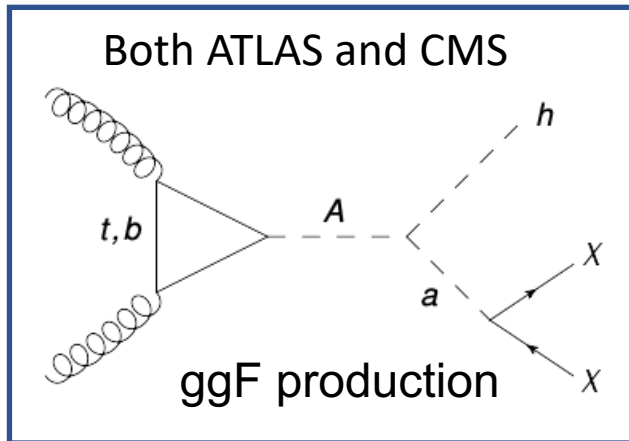 Both ATLAS and CMS
h
A
t, b
χ
a
χ
ggF production